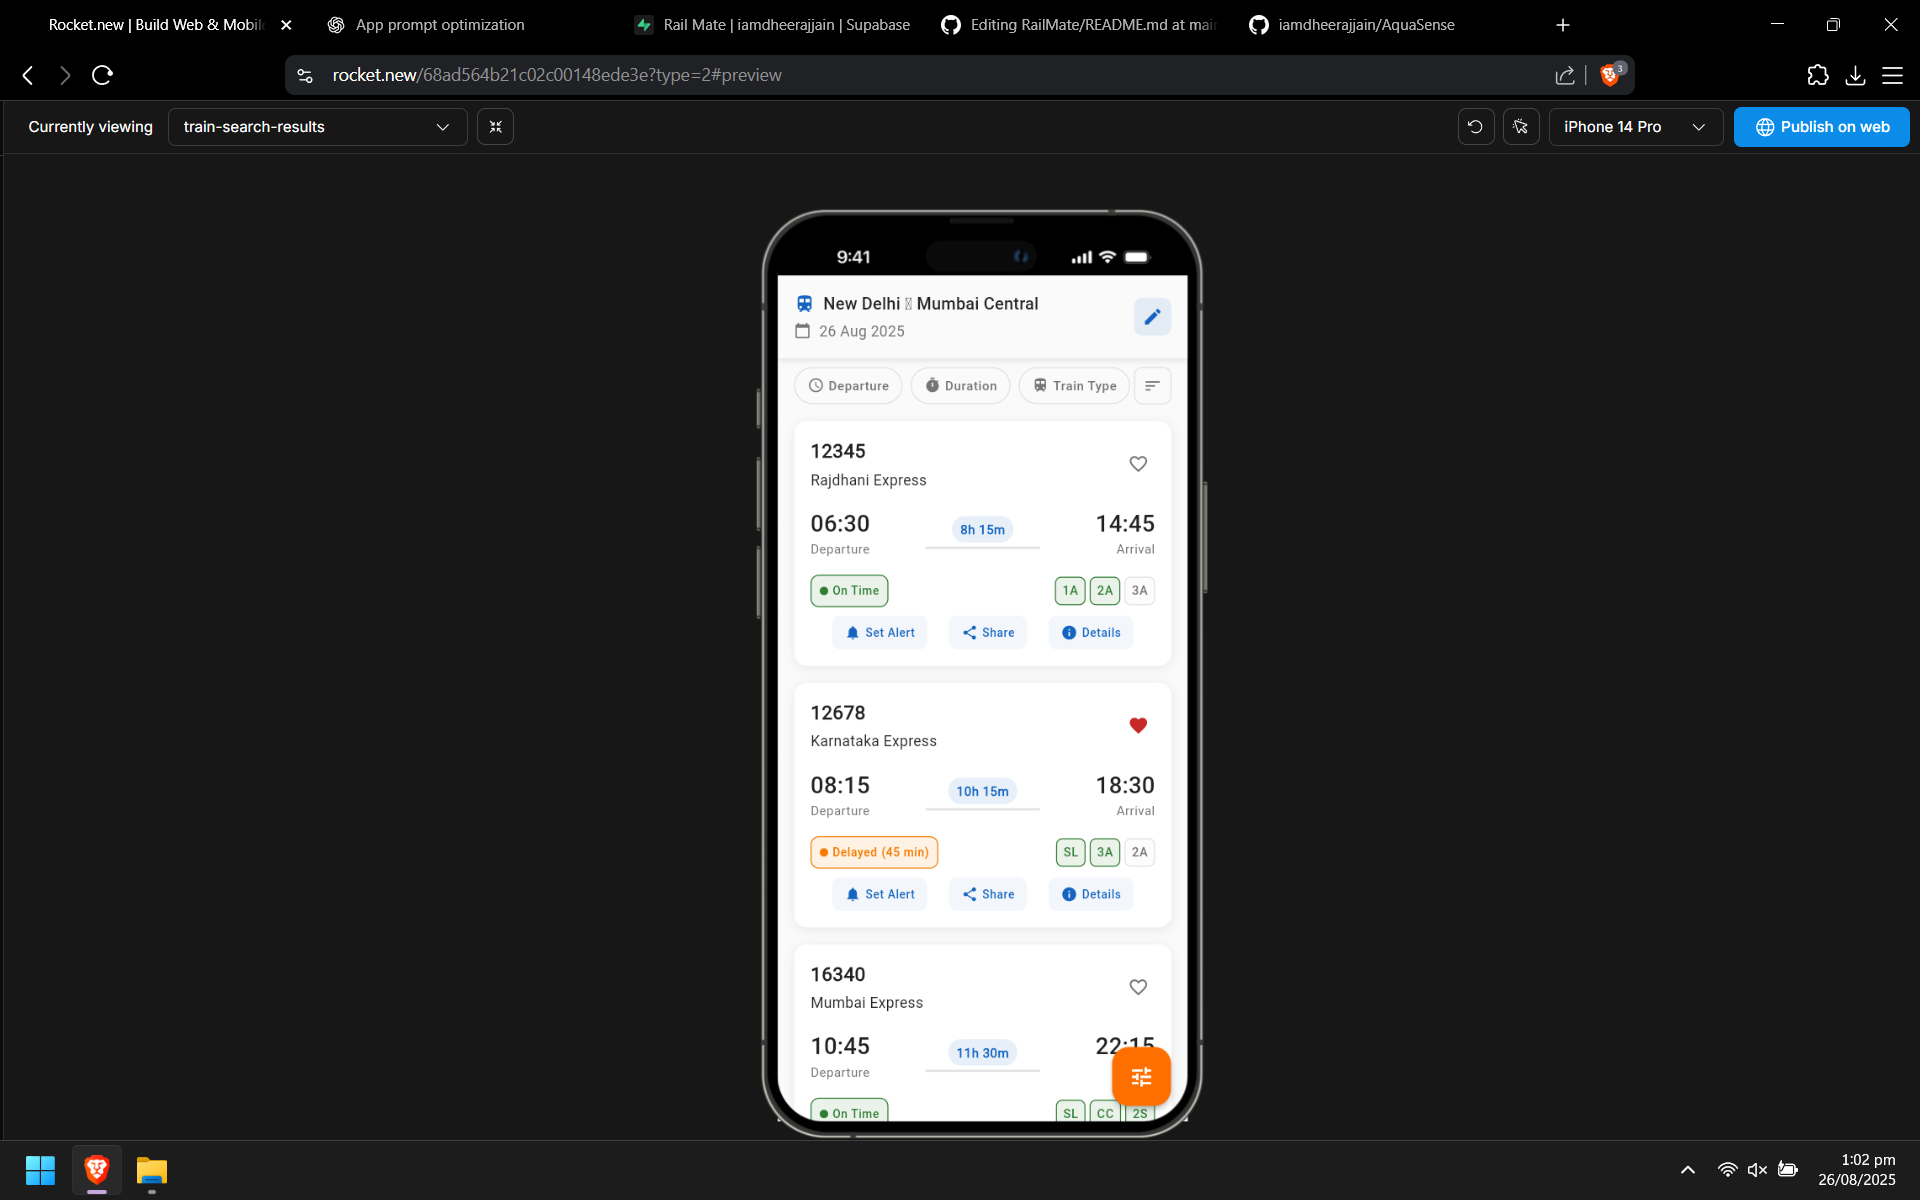 Rocket.new | Build Web & Mobile
App prompt optimization
Rail Mate | iamdheerajjain | Supabase
Editing RailMate/README.md at main
iamdheerajjain/AquaSense
rocket.new/68ad564b21c02c00148ede3e?type=2#preview
3
Currently viewing
train-search-results
iPhone 14 Pro
Publish on web
9:41
New Delhi Mumbai Central
26 Aug 2025
Departure
Duration
Train Type
12345
Rajdhani Express
06:30
8h 15m
14:45
Departure
Arrival
On Time
1A
2A
3A
Set Alert
Share
Details
12678
Karnataka Express
08:15
10h 15m
18:30
Departure
Arrival
Delayed (45 min)
SL
3A
2A
Set Alert
Share
Details
16340
Mumbai Express
10:45
11h 30m
22:15
Departure
On Time
SL
CC
2S
1:02 pm
26/08/2025